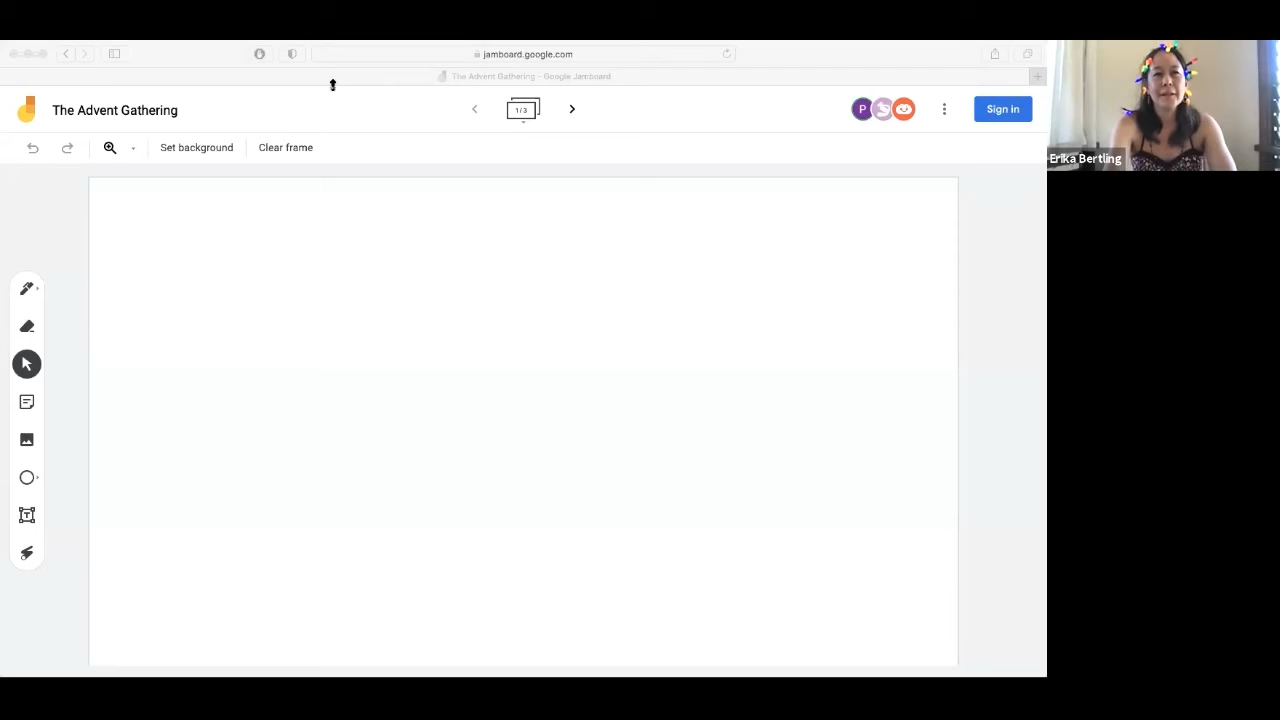 jamboard.google.com
The Advent Gathering – Google Jamboard
The Advent Gathering
1/3
P
Sign in
Set background
Clear frame
T
Erika Bertling